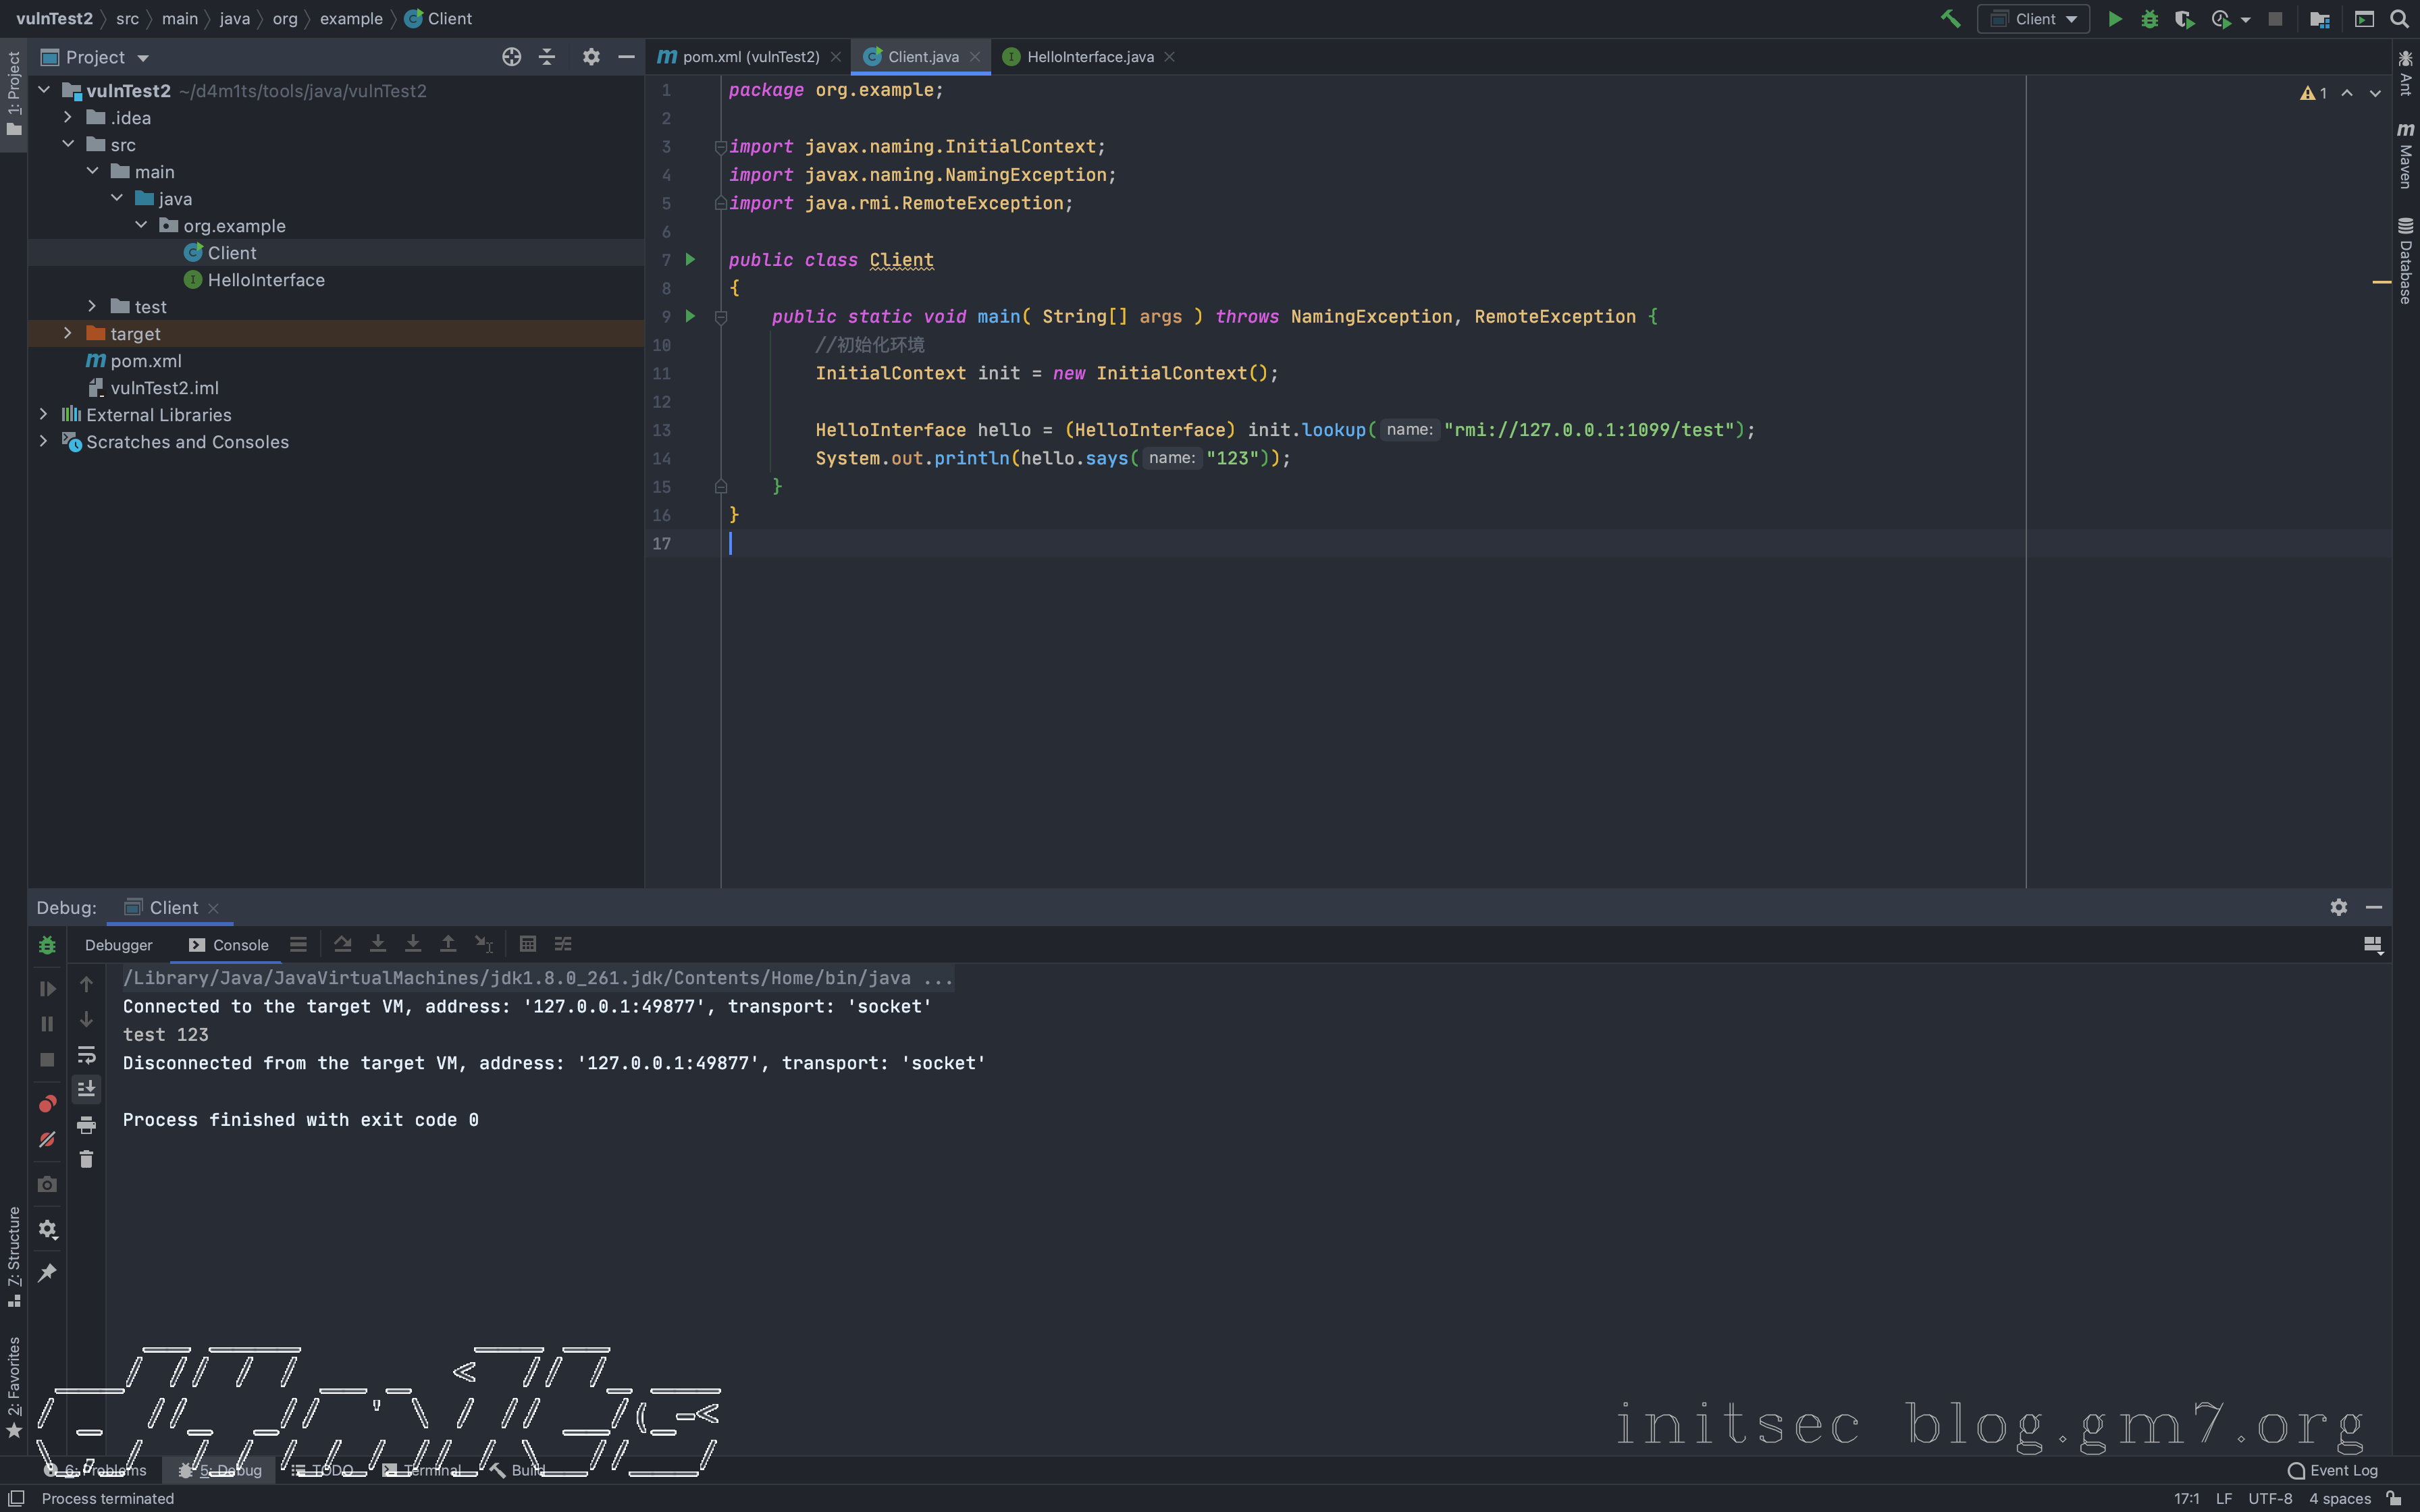 vulnTest2 〉 src 〉 main 〉 java 〉 org 〉 example 〉 Client
Client
1: Project
Project
pom.xml (vulnTest2)
Client.java
HelloInterface.java
vulnTest2 ~/d4m1ts/tools/java/vulnTest2
.idea
src
main
java
org.example
Client
HelloInterface
test
target
pom.xml
vulnTest2.iml
External Libraries
Scratches and Consoles
1 package org.example;
2
3 import javax.naming.InitialContext;
4 import javax.naming.NamingException;
5 import java.rmi.RemoteException;
6
7 public class Client
8 {
9 public static void main( String[] args ) throws NamingException, RemoteException {
10 //初始化环境
11 InitialContext init = new InitialContext();
12
13 HelloInterface hello = (HelloInterface) init.lookup( name: "rmi://127.0.0.1:1099/test");
14 System.out.println(hello.says( name: "123"));
15 }
16 }
17
1
Ant
Maven
Database
Debug:
Client
Debugger
Console
/Library/Java/JavaVirtualMachines/jdk1.8.0_261.jdk/Contents/Home/bin/java ...
Connected to the target VM, address: '127.0.0.1:49877', transport: 'socket'
test 123
Disconnected from the target VM, address: '127.0.0.1:49877', transport: 'socket'
Process finished with exit code 0
7: Structure
2: Favorites
d4m1ts
initsec blog.gm7.org
6: Problems
5: Debug
TODO
Terminal
Build
Event Log
Process terminated
17:1 LF UTF-8 4 spaces